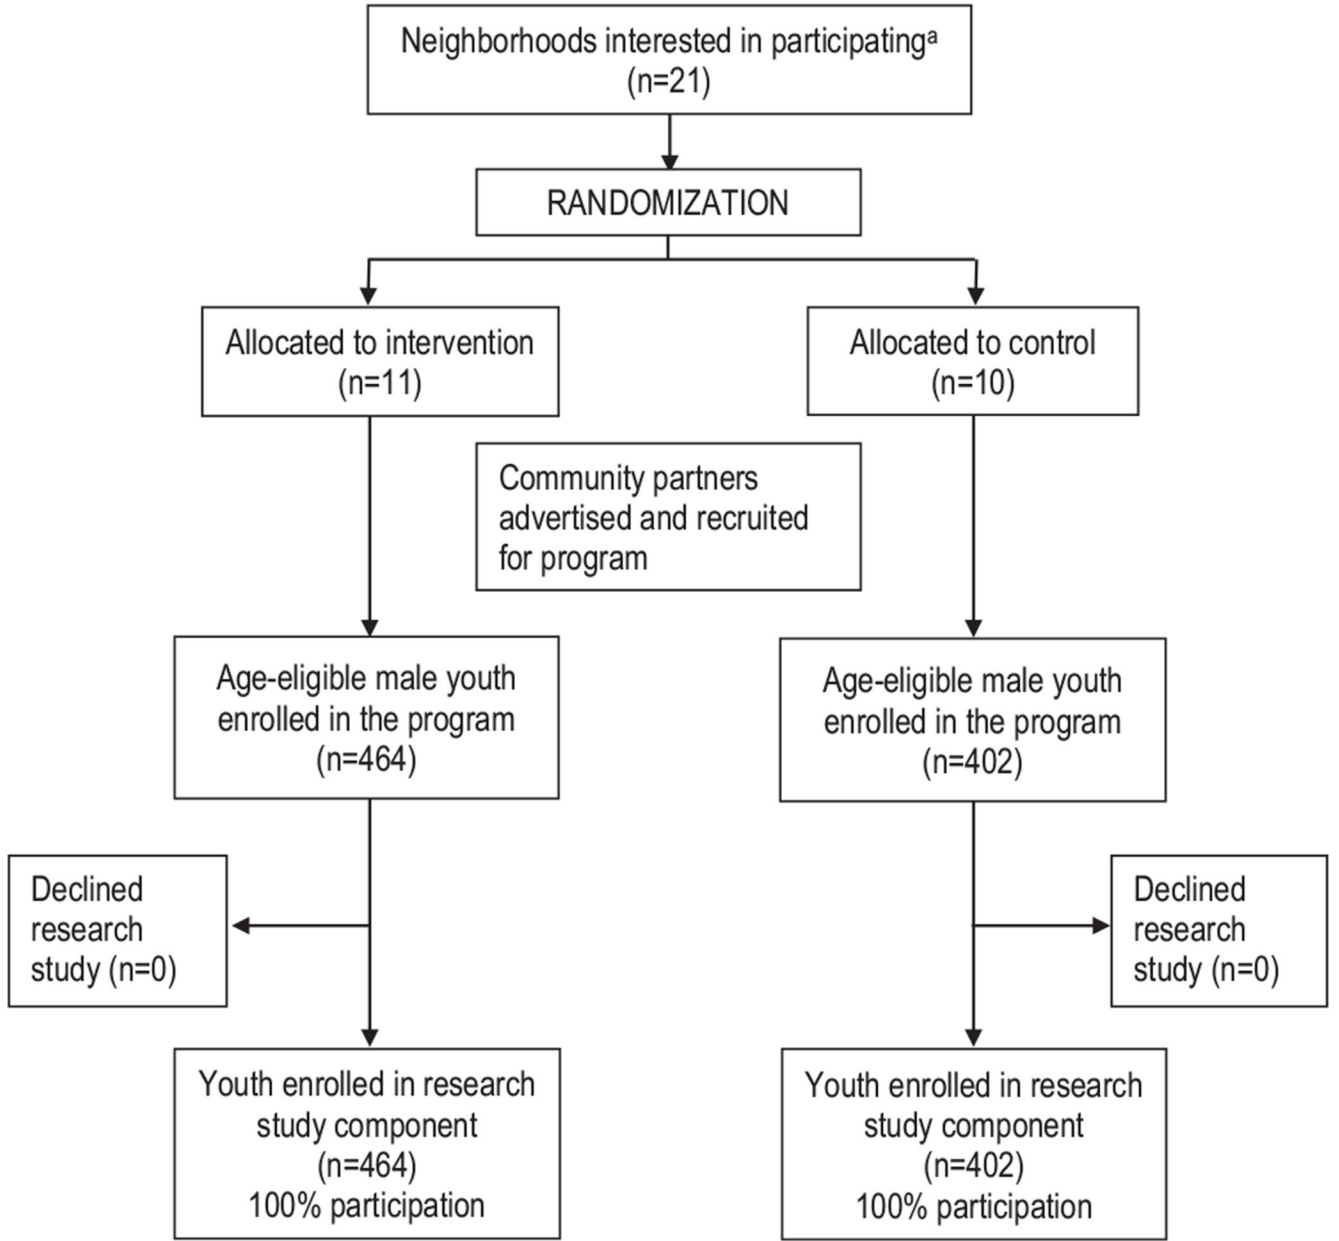 Neighborhoods interested in participatingᵃ
(n=21)
RANDOMIZATION
Allocated to intervention
(n=11)
Allocated to control
(n=10)
Community partners
advertised and recruited
for program
Age-eligible male youth
enrolled in the program
(n=464)
Age-eligible male youth
enrolled in the program
(n=402)
Declined
research
study (n=0)
Declined
research
study (n=0)
Youth enrolled in research
study component
(n=464)
100% participation
Youth enrolled in research
study component
(n=402)
100% participation